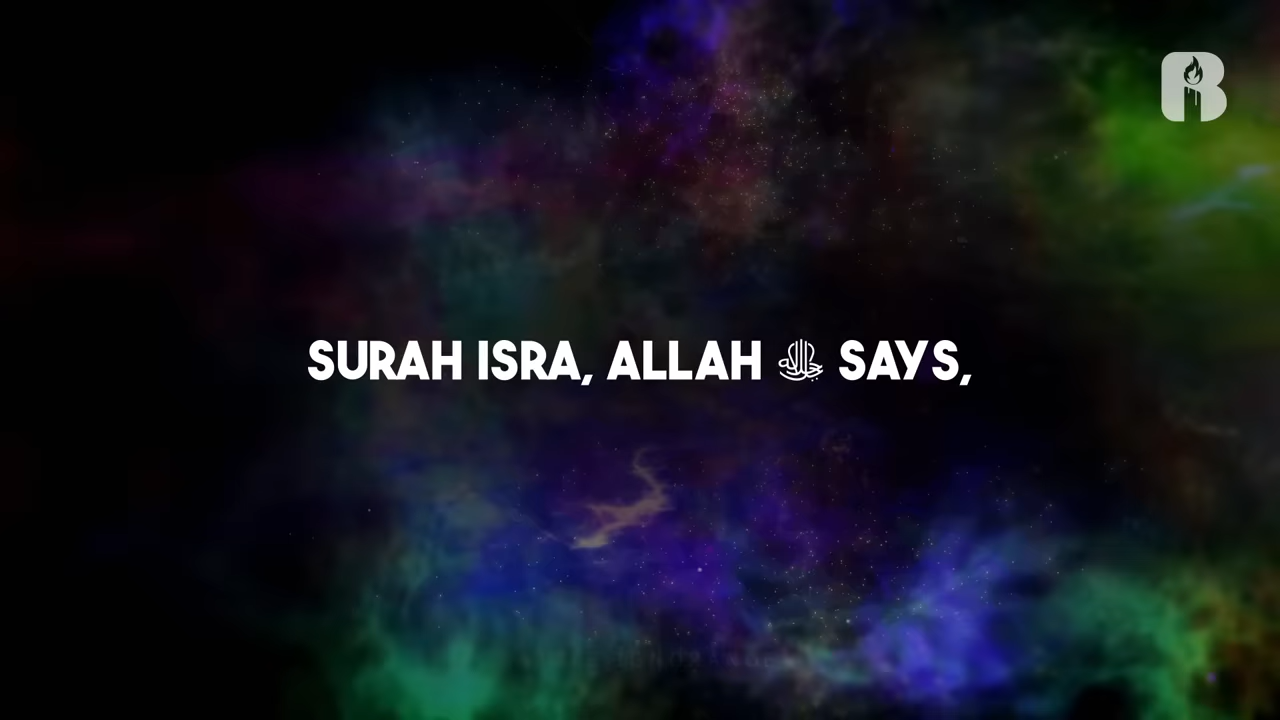 SURAH ISRA, ALLAH ﷻ SAYS,